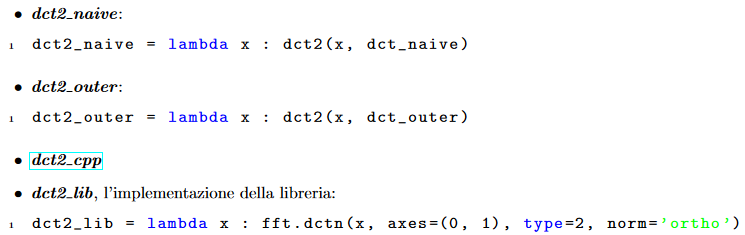 • dct2_naive:
1 dct2_naive = lambda x : dct2(x, dct_naive)
• dct2_outer:
1 dct2_outer = lambda x : dct2(x, dct_outer)
• dct2_cpp
• dct2_lib, l'implementazione della libreria:
1 dct2_lib = lambda x : fft.dctn(x, axes=(0, 1), type=2, norm='ortho')